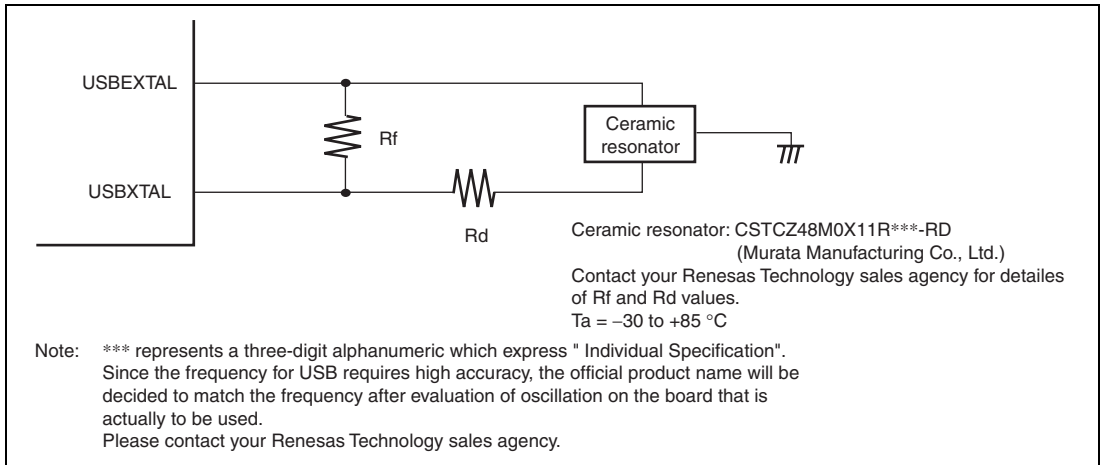 USBEXTAL
Rf
Ceramic
resonator
USBXTAL
Rd
Ceramic resonator: CSTCZ48M0X11R***-RD
(Murata Manufacturing Co., Ltd.)
Contact your Renesas Technology sales agency for detailes
of Rf and Rd values.
Ta = −30 to +85 °C
Note: *** represents a three-digit alphanumeric which express " Individual Specification".
Since the frequency for USB requires high accuracy, the official product name will be
decided to match the frequency after evaluation of oscillation on the board that is
actually to be used.
Please contact your Renesas Technology sales agency.